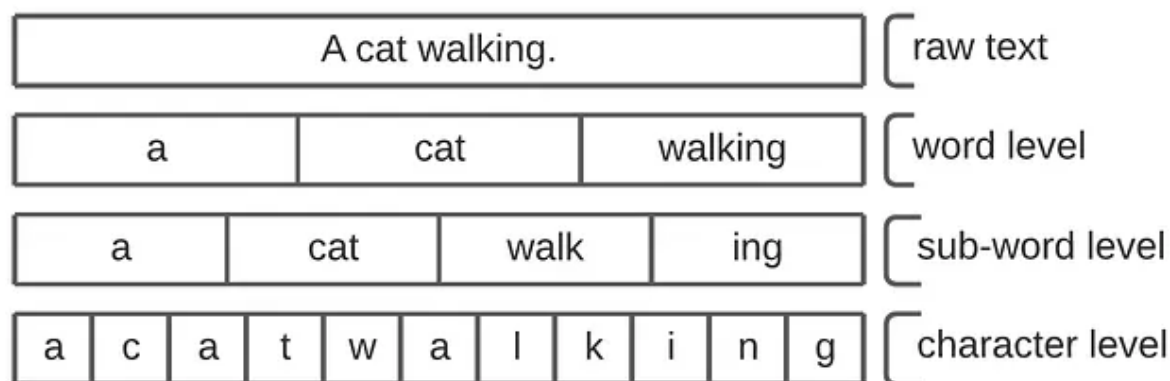 A cat walking. raw text
a cat walking word level
a cat walk ing sub-word level
a c a t w a l k i n g character level